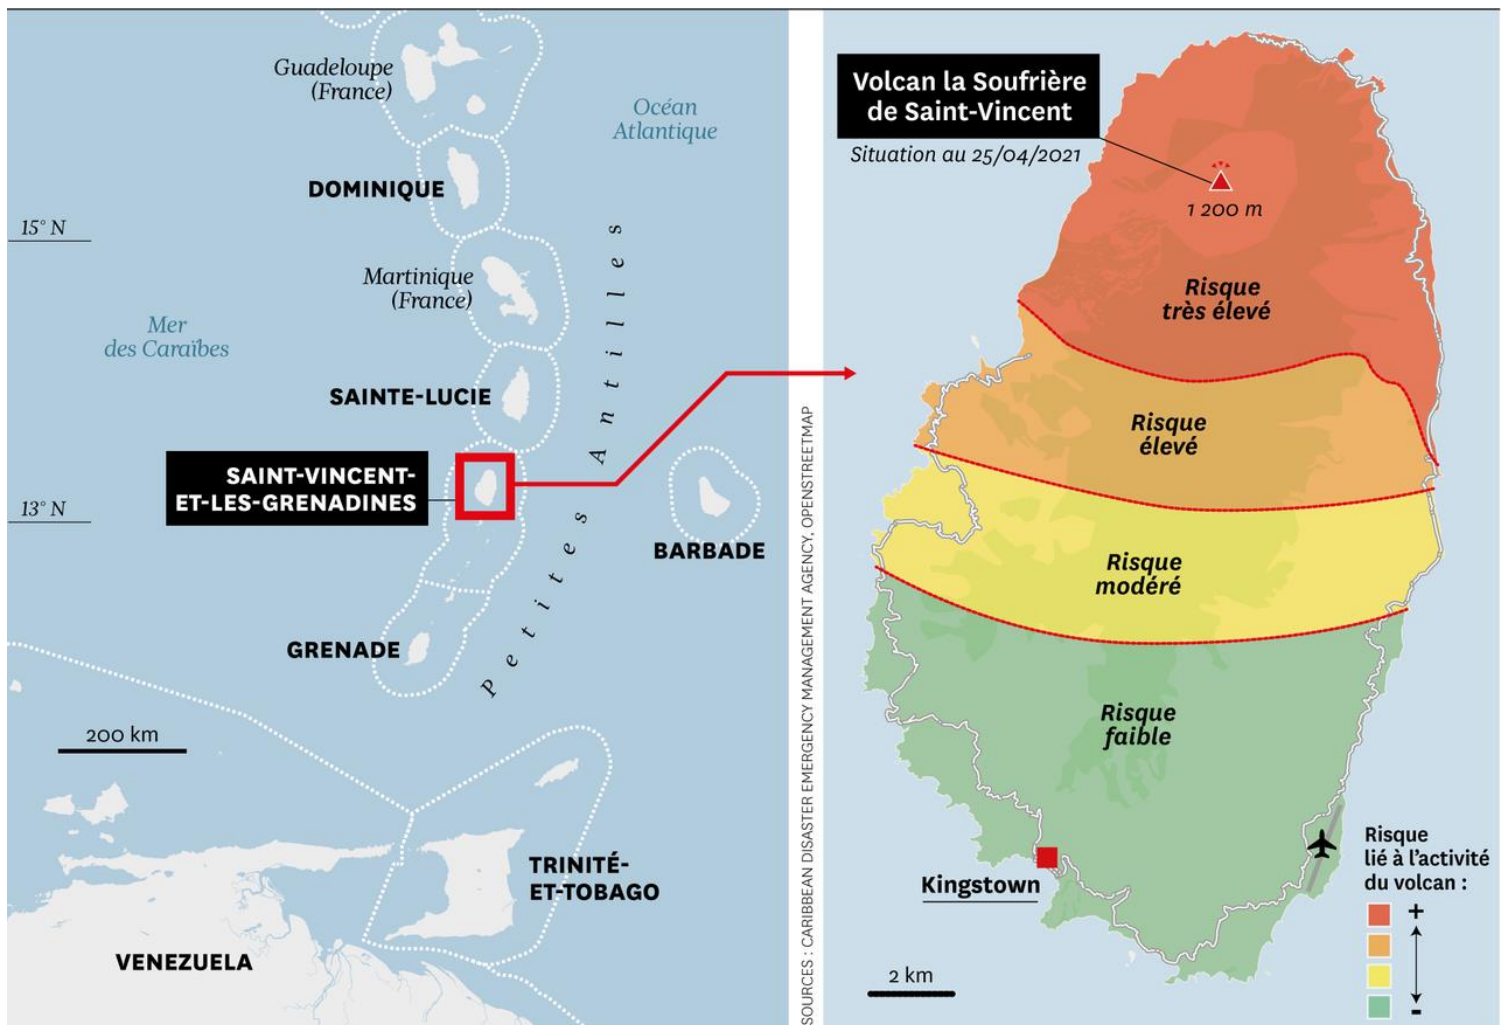 Guadeloupe
(France)
Océan
Atlantique
DOMINIQUE
15° N
Martinique
(France)
Mer
des Caraïbes
SAINTE-LUCIE
Petites Antilles
SAINT-VINCENT-
ET-LES-GRENADINES
13° N
BARBADE
GRENADE
200 km
TRINITÉ-
ET-TOBAGO
VENEZUELA
SOURCES : CARIBBEAN DISASTER EMERGENCY MANAGEMENT AGENCY, OPENSTREETMAP
Volcan la Soufrière
de Saint-Vincent
Situation au 25/04/2021
1 200 m
Risque
très élevé
Risque
élevé
Risque
modéré
Risque
faible
Kingstown
2 km
Risque
lié à l'activité
du volcan :
+
-